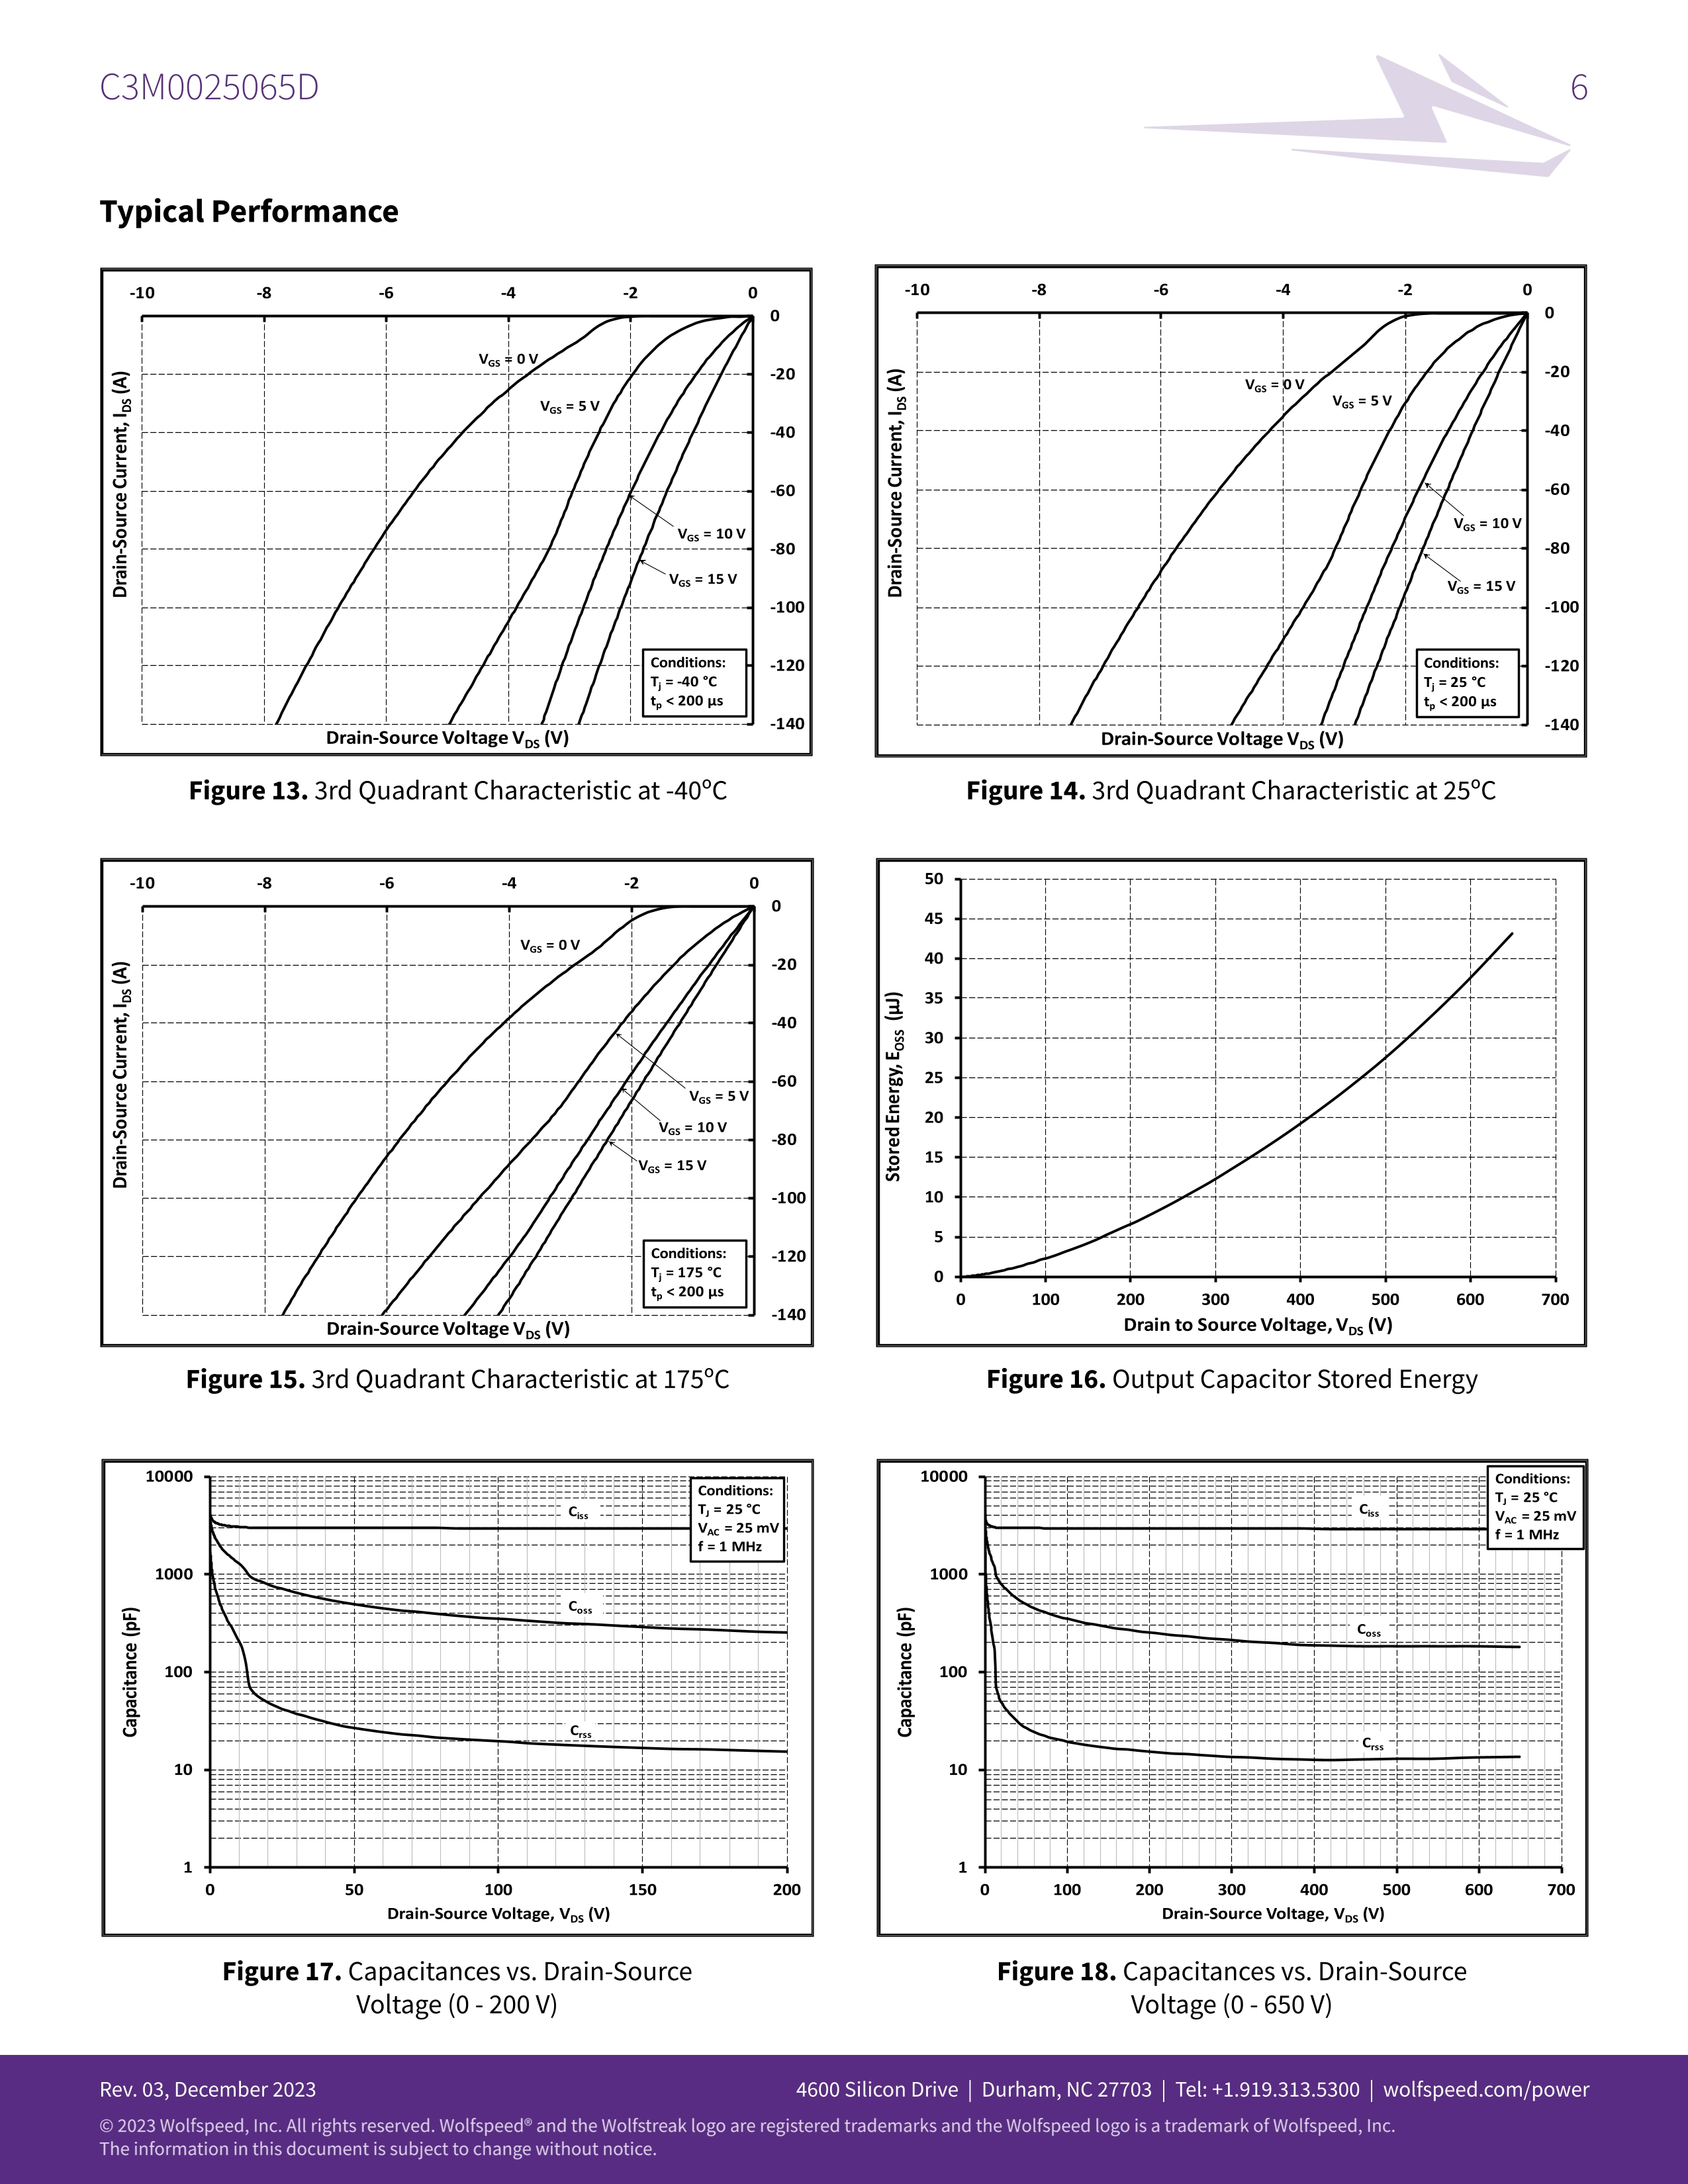 C3M0025065D
6
Typical Performance
-10 -8 -6 -4 -2 0
0
-20
-40
-60
-80
-100
-120
-140
VGS = 0 V
VGS = 5 V
VGS = 10 V
VGS = 15 V
Conditions:
Tj = -40 °C
tp < 200 µs
Drain-Source Current, IDS (A)
Drain-Source Voltage VDS (V)
Figure 13. 3rd Quadrant Characteristic at -40ºC
-10 -8 -6 -4 -2 0
0
-20
-40
-60
-80
-100
-120
-140
VGS = 0 V
VGS = 5 V
VGS = 10 V
VGS = 15 V
Conditions:
Tj = 25 °C
tp < 200 µs
Drain-Source Current, IDS (A)
Drain-Source Voltage VDS (V)
Figure 14. 3rd Quadrant Characteristic at 25ºC
-10 -8 -6 -4 -2 0
0
-20
-40
-60
-80
-100
-120
-140
VGS = 0 V
VGS = 5 V
VGS = 10 V
VGS = 15 V
Conditions:
Tj = 175 °C
tp < 200 µs
Drain-Source Current, IDS (A)
Drain-Source Voltage VDS (V)
Figure 15. 3rd Quadrant Characteristic at 175ºC
50
45
40
35
30
25
20
15
10
5
0
0 100 200 300 400 500 600 700
Stored Energy, EOSS (µJ)
Drain to Source Voltage, VDS (V)
Figure 16. Output Capacitor Stored Energy
10000
1000
100
10
1
0 50 100 150 200
Ciss
Coss
Crss
Conditions:
TJ = 25 °C
VAC = 25 mV
f = 1 MHz
Capacitance (pF)
Drain-Source Voltage, VDS (V)
Figure 17. Capacitances vs. Drain-Source
Voltage (0 - 200 V)
10000
1000
100
10
1
0 100 200 300 400 500 600 700
Ciss
Coss
Crss
Conditions:
TJ = 25 °C
VAC = 25 mV
f = 1 MHz
Capacitance (pF)
Drain-Source Voltage, VDS (V)
Figure 18. Capacitances vs. Drain-Source
Voltage (0 - 650 V)
Rev. 03, December 2023
4600 Silicon Drive | Durham, NC 27703 | Tel: +1.919.313.5300 | wolfspeed.com/power
© 2023 Wolfspeed, Inc. All rights reserved. Wolfspeed® and the Wolfstreak logo are registered trademarks and the Wolfspeed logo is a trademark of Wolfspeed, Inc.
The information in this document is subject to change without notice.